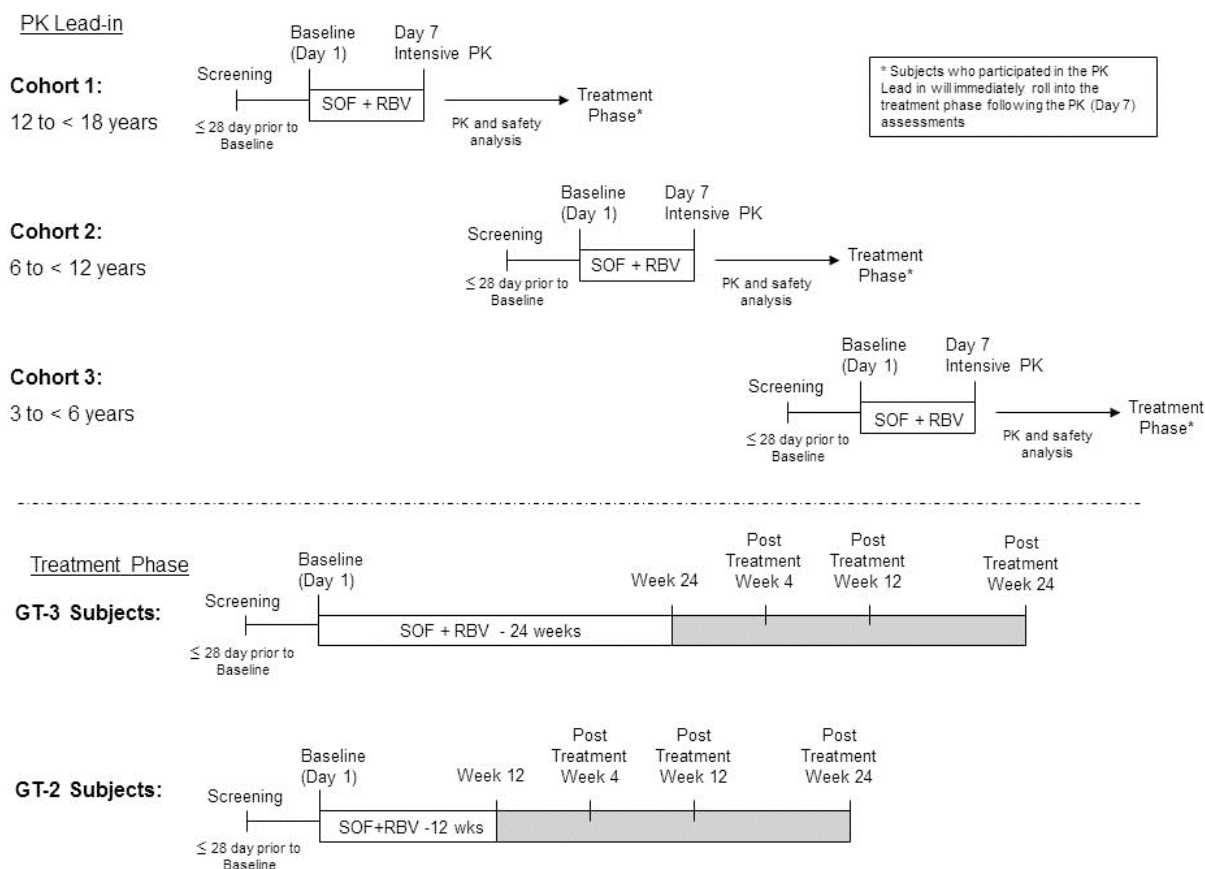 PK Lead-in
Cohort 1:
12 to < 18 years
Screening
≤ 28 day prior to
Baseline
Baseline
(Day 1)
Day 7
Intensive PK
SOF + RBV
PK and safety
analysis
Treatment
Phase*
* Subjects who participated in the PK
Lead in will immediately roll into the
treatment phase following the PK (Day 7)
assessments
Cohort 2:
6 to < 12 years
Screening
≤ 28 day prior to
Baseline
Baseline
(Day 1)
Day 7
Intensive PK
SOF + RBV
PK and safety
analysis
Treatment
Phase*
Cohort 3:
3 to < 6 years
Screening
≤ 28 day prior to
Baseline
Baseline
(Day 1)
Day 7
Intensive PK
SOF + RBV
PK and safety
analysis
Treatment
Phase*
Treatment Phase
GT-3 Subjects:
Screening
≤ 28 day prior to
Baseline
Baseline
(Day 1)
SOF + RBV - 24 weeks
Week 24
Post
Treatment
Week 4
Post
Treatment
Week 12
Post
Treatment
Week 24
GT-2 Subjects:
Screening
≤ 28 day prior to
Baseline
Baseline
(Day 1)
SOF+RBV -12 wks
Week 12
Post
Treatment
Week 4
Post
Treatment
Week 12
Post
Treatment
Week 24